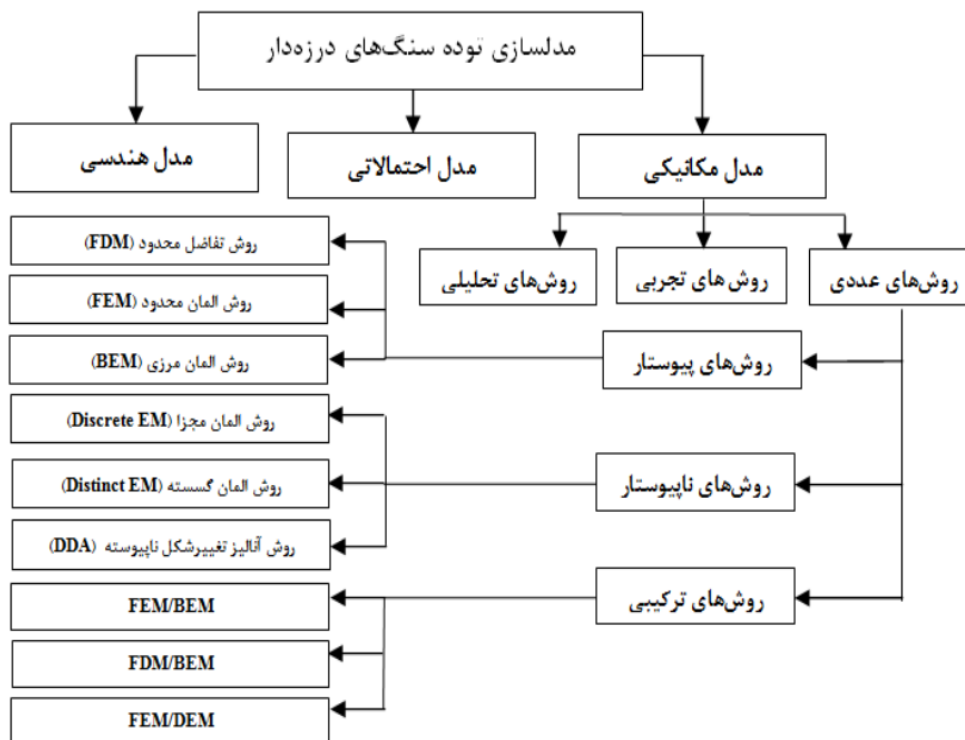 مدلسازی توده سنگ‌های درزه‌دار
مدل مکانیکی
مدل احتمالاتی
مدل هندسی
روش‌های عددی
روش‌های تجربی
روش‌های تحلیلی
روش‌های پیوستار
روش تفاضل محدود (FDM)
روش المان محدود (FEM)
روش المان مرزی (BEM)
روش‌های ناپیوستار
روش المان مجزا (Discrete EM)
روش المان گسسته (Distinct EM)
روش آنالیز تغییرشکل ناپیوسته (DDA)
روش‌های ترکیبی
FEM/BEM
FDM/BEM
FEM/DEM